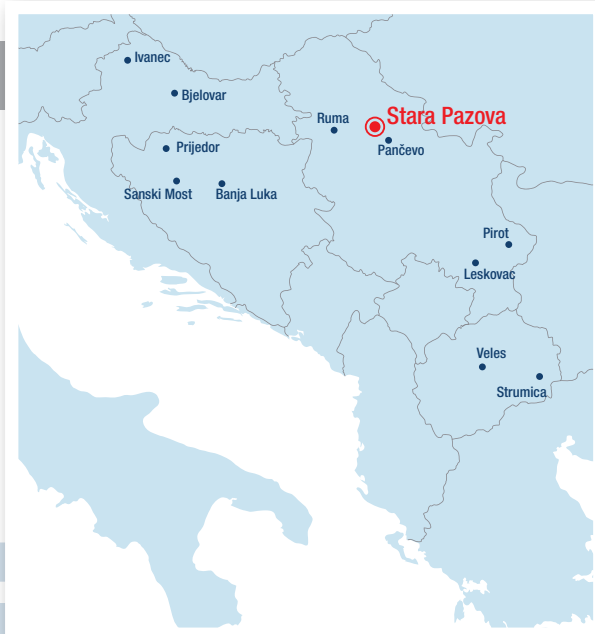 Ivanec
Bjelovar
Stara Pazova
Ruma
Pančevo
Prijedor
Sanski Most
Banja Luka
Pirot
Leskovac
Veles
Strumica